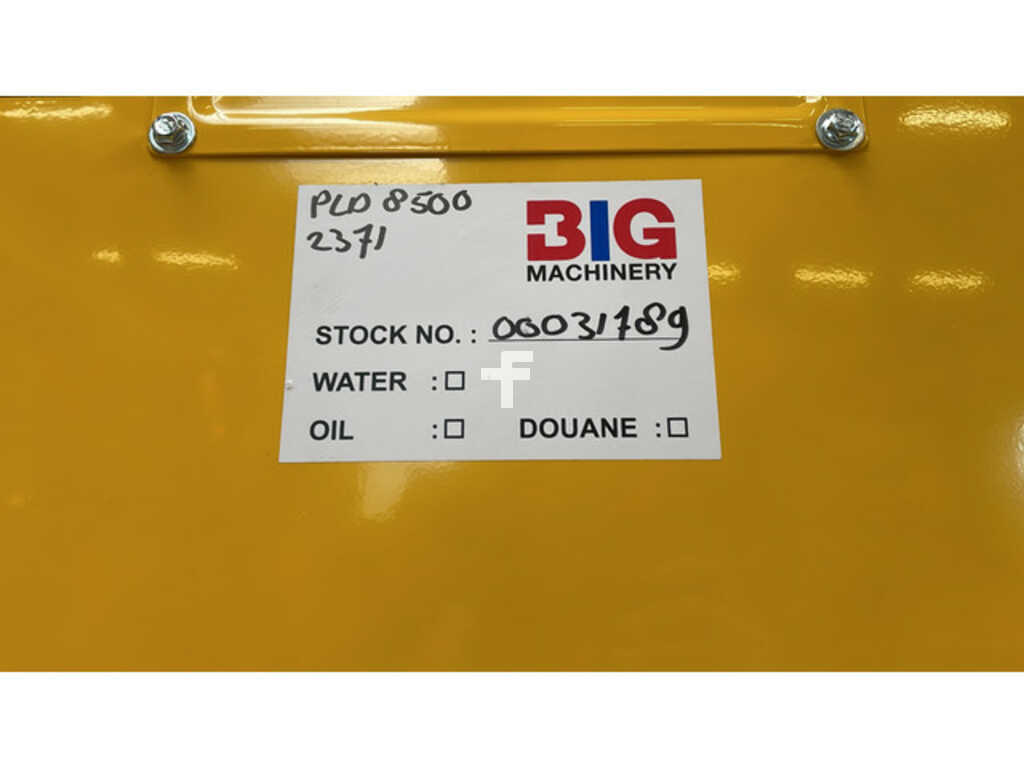 PLD 8500
2371
BIG
MACHINERY
STOCK NO. : 00031789
WATER : ☐
OIL : ☐ DOUANE : ☐